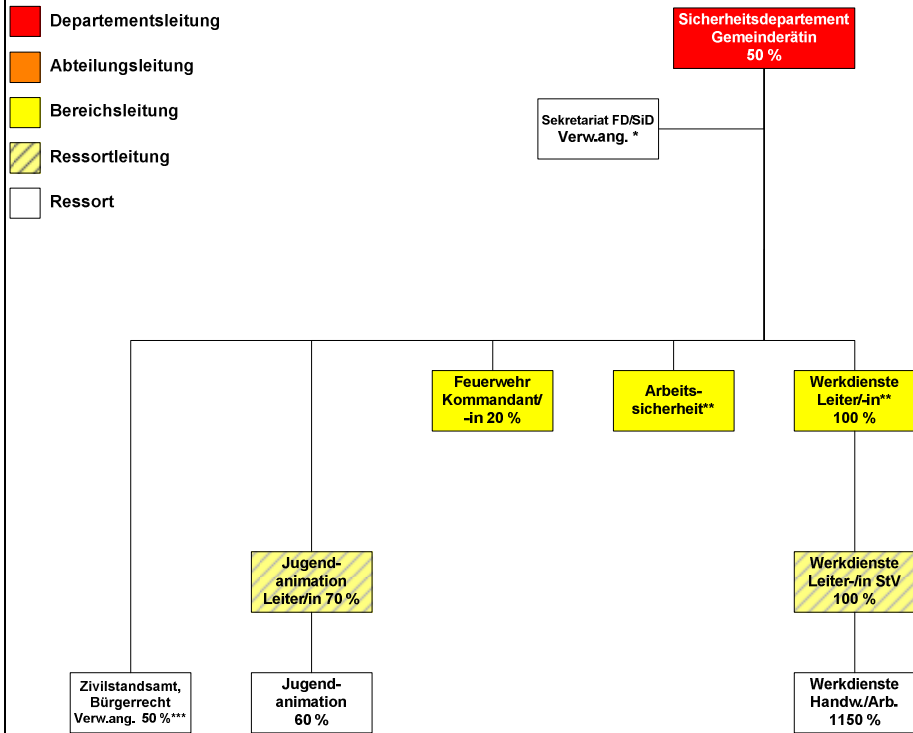 Departementsleitung
Abteilungsleitung
Bereichsleitung
Ressortleitung
Ressort
Sicherheitsdepartement
Gemeinderätin
50 %
Sekretariat FD/SiD
Verw.ang. *
Feuerwehr
Kommandant/
-in 20 %
Arbeits-
sicherheit**
Werkdienste
Leiter/-in**
100 %
Jugend-
animation
Leiter/in 70 %
Werkdienste
Leiter-/in StV
100 %
Zivilstandsamt,
Bürgerrecht
Verw.ang. 50 %***
Jugend-
animation
60 %
Werkdienste
Handw./Arb.
1150 %